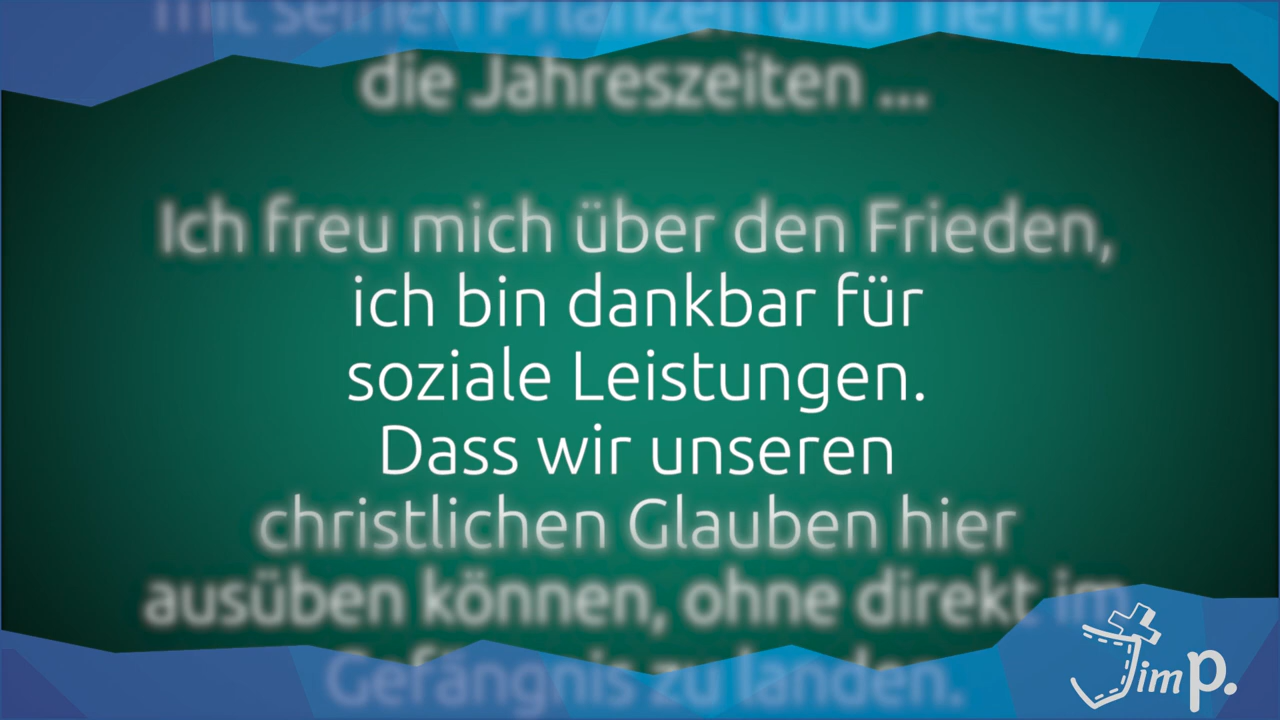 mit seinen Pflanzen und Tieren,
die Jahreszeiten ...
Ich freu mich über den Frieden,
ich bin dankbar für
soziale Leistungen.
Dass wir unseren
christlichen Glauben hier
ausüben können, ohne direkt im
Gefängnis zu landen.
Jim P.